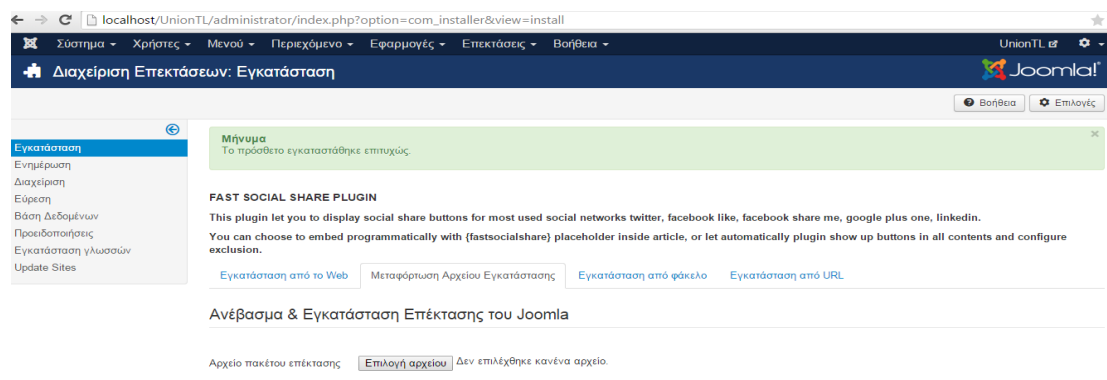 localhost/UnionTL/administrator/index.php?option=com_installer&view=install
Σύστημα Χρήστες Μενού Περιεχόμενο Εφαρμογές Επεκτάσεις Βοήθεια UnionTL
Διαχείριση Επεκτάσεων: Εγκατάσταση Joomla!
Βοήθεια Επιλογές
Εγκατάσταση
Ενημέρωση
Διαχείριση
Εύρεση
Βάση Δεδομένων
Προειδοποιήσεις
Εγκατάσταση γλωσσών
Update Sites
Μήνυμα
Το πρόσθετο εγκαταστάθηκε επιτυχώς.
FAST SOCIAL SHARE PLUGIN
This plugin let you to display social share buttons for most used social networks twitter, facebook like, facebook share me, google plus one, linkedin.
You can choose to embed programmatically with {fastsocialshare} placeholder inside article, or let automatically plugin show up buttons in all contents and configure
exclusion.
Εγκατάσταση από το Web Μεταφόρτωση Αρχείου Εγκατάστασης Εγκατάσταση από φάκελο Εγκατάσταση από URL
Ανέβασμα & Εγκατάσταση Επέκτασης του Joomla
Αρχείο πακέτου επέκτασης Επιλογή αρχείου Δεν επιλέχθηκε κανένα αρχείο.